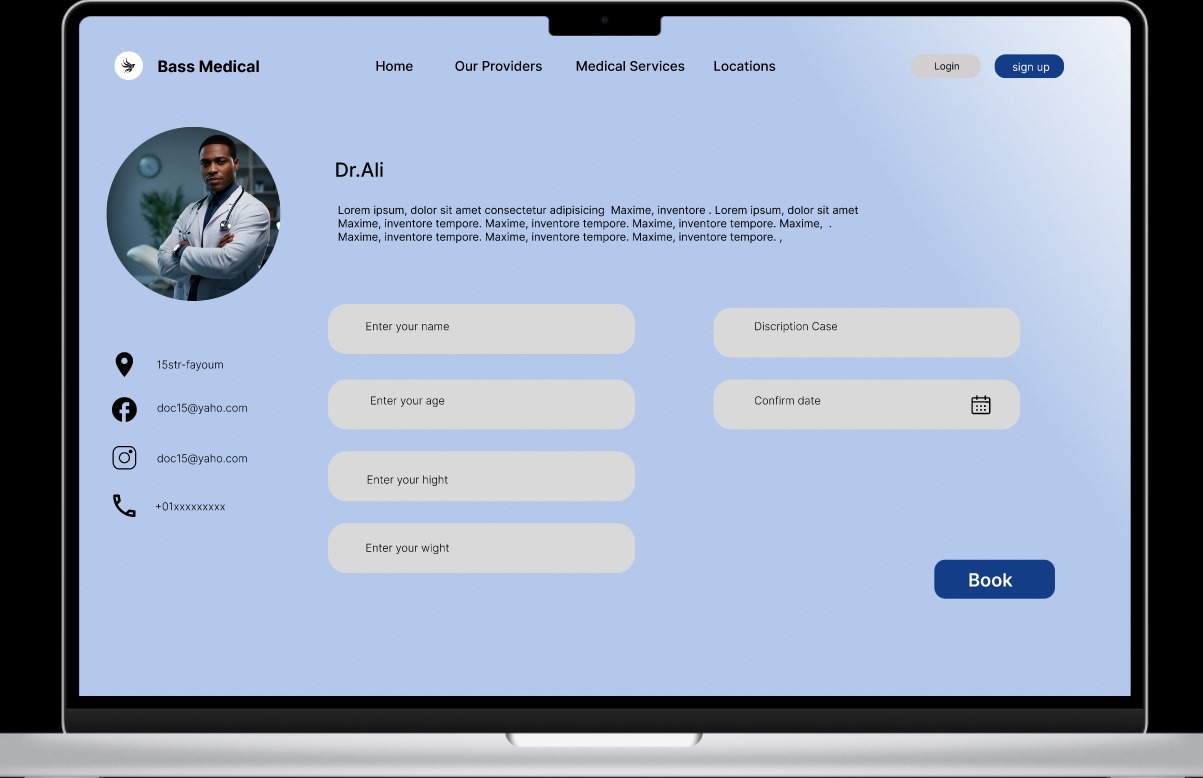 Bass Medical
Home
Our Providers
Medical Services
Locations
Login
sign up
Dr.Ali
Lorem ipsum, dolor sit amet consectetur adipisicing  Maxime, inventore . Lorem ipsum, dolor sit amet
Maxime, inventore tempore. Maxime, inventore tempore. Maxime, inventore tempore. Maxime,  .
Maxime, inventore tempore. Maxime, inventore tempore. Maxime, inventore tempore. ,
15str-fayoum
doc15@yaho.com
doc15@yaho.com
+01xxxxxxxxx
Enter your name
Enter your age
Enter your hight
Enter your wight
Discription Case
Confirm date
Book